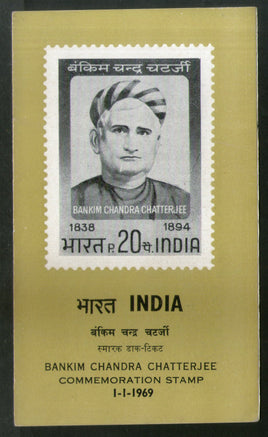 बंकिम चन्द्र चटर्जी
BANKIM CHANDRA CHATTERJEE
1838 1894
भारत P. 20 पै. INDIA
भारत INDIA
बंकिम चन्द्र चटर्जी
स्मारक डाक-टिकट
BANKIM CHANDRA CHATTERJEE
COMMEMORATION STAMP
1-1-1969